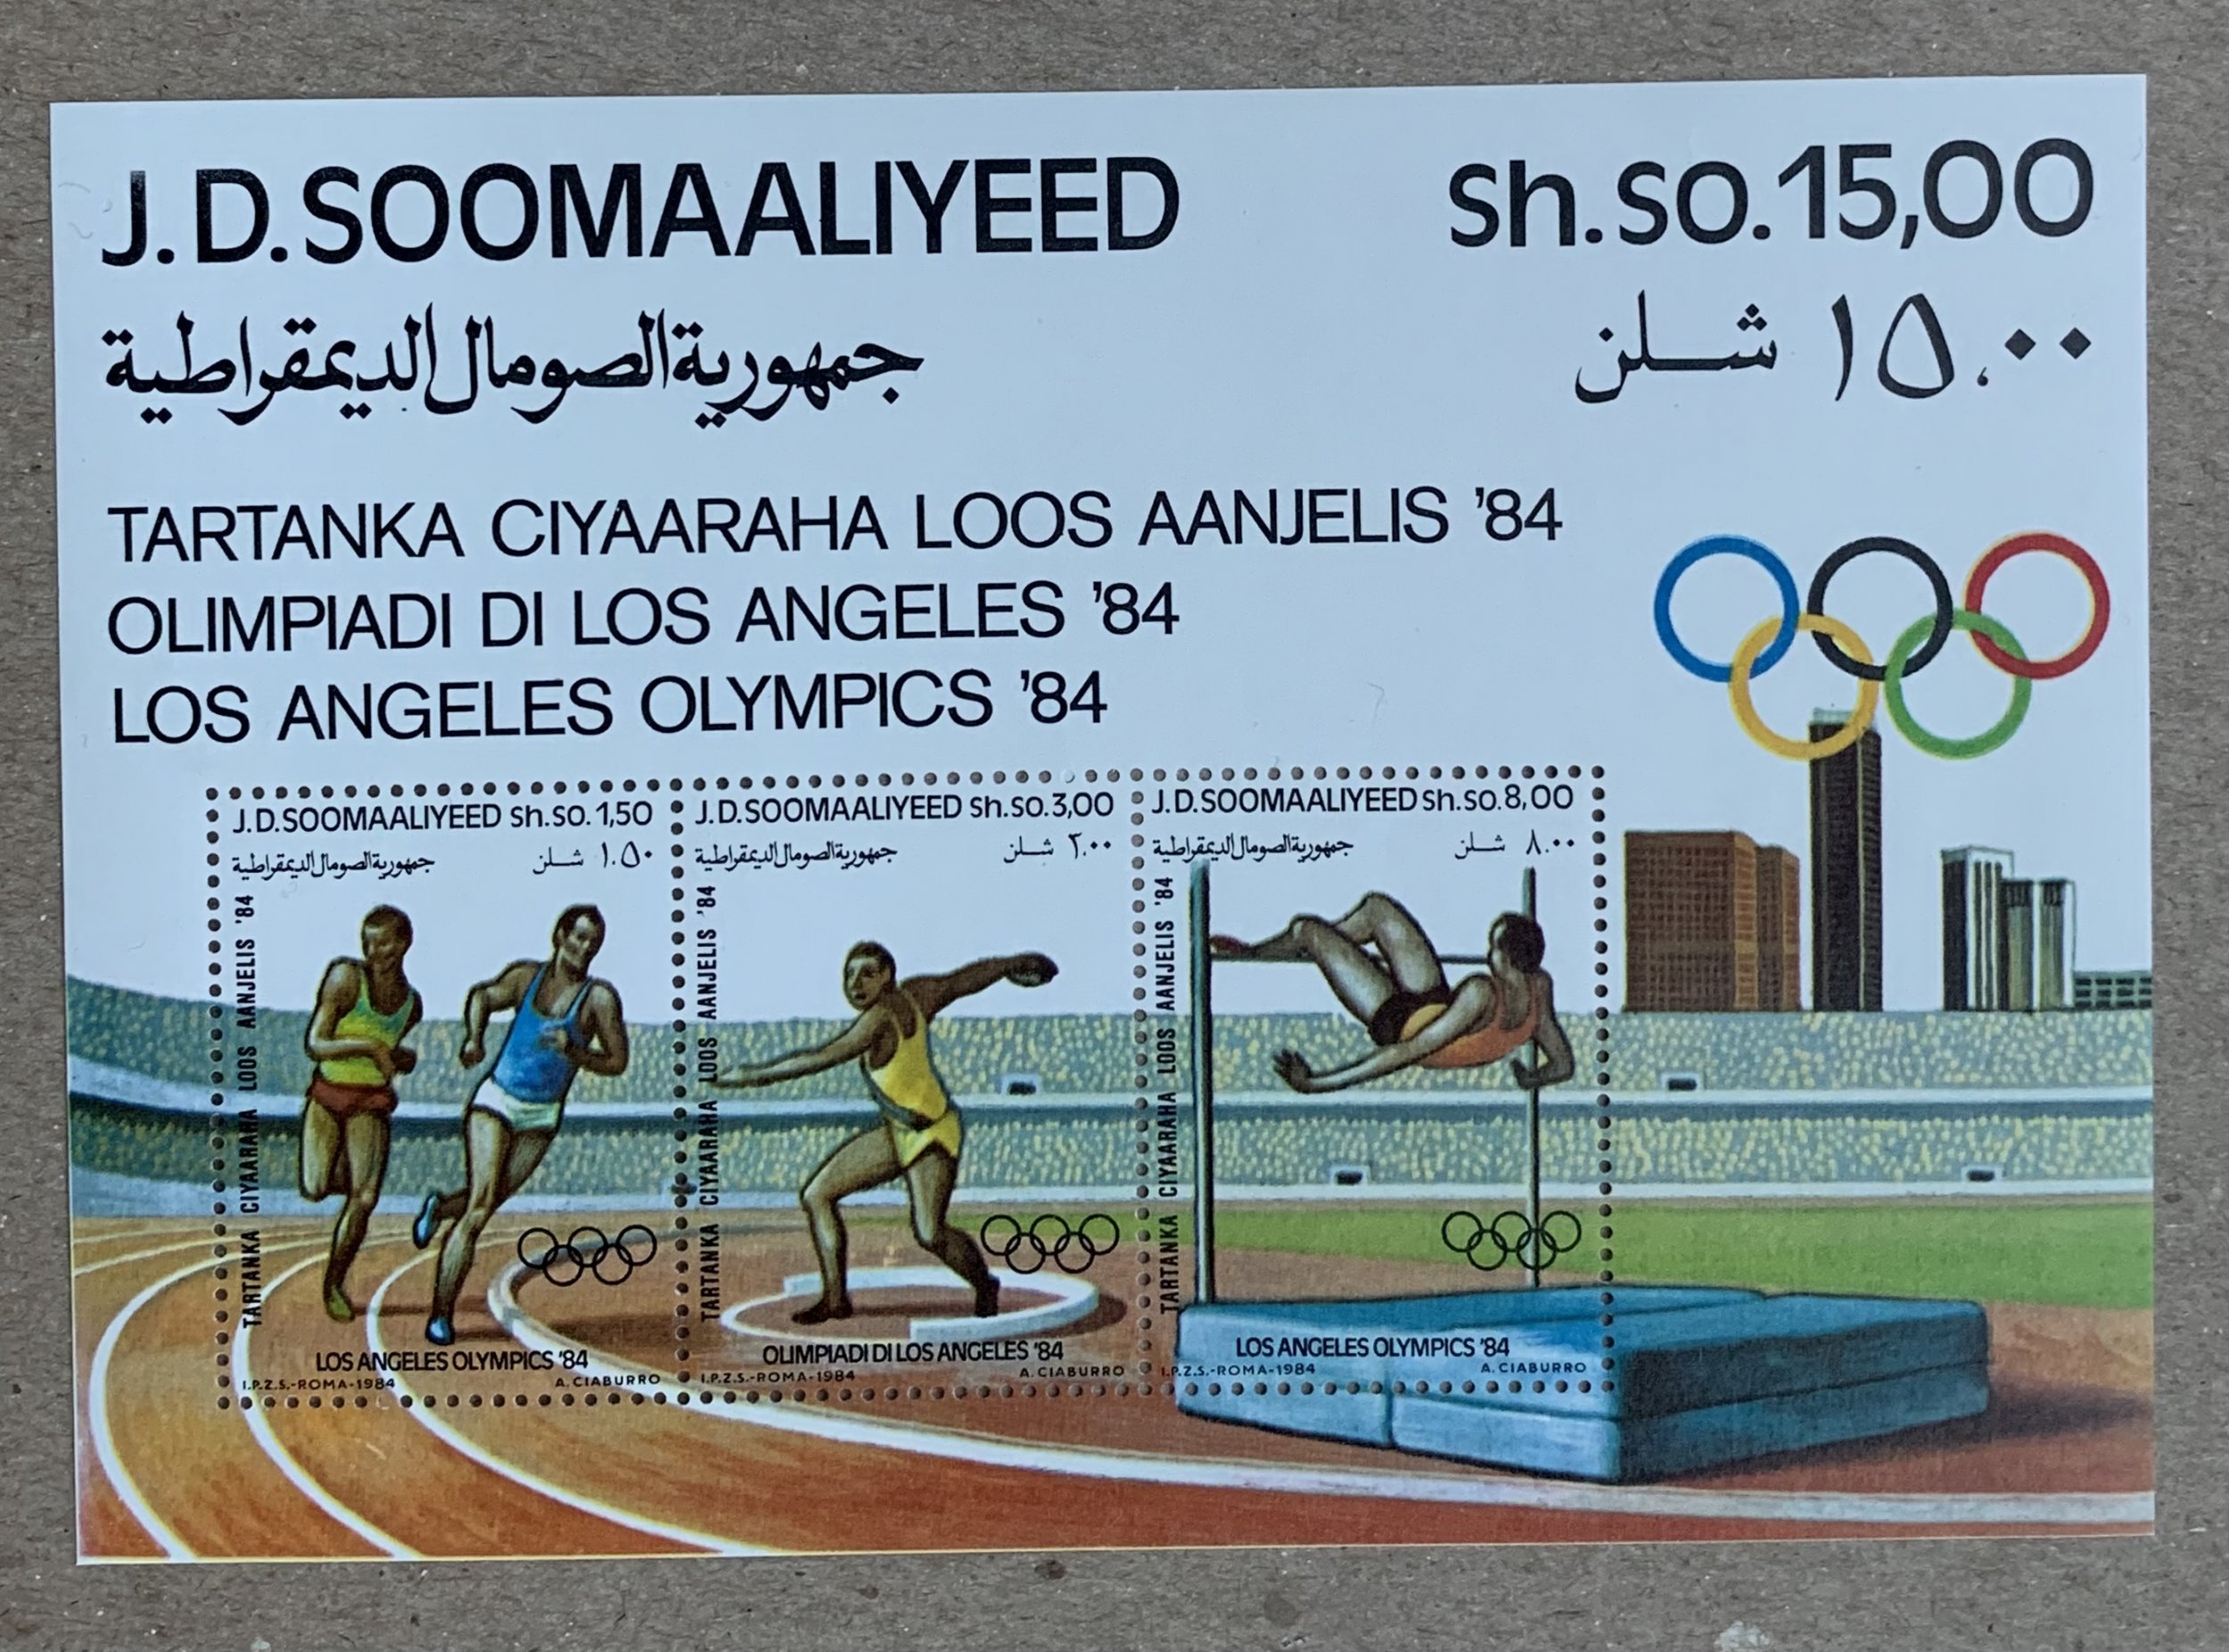 J.D.SOOMAALIYEED Sh.SO.15,00
جمهورية الصومال الديمقراطية ١٥،٠٠ شلن
TARTANKA CIYAARAHA LOOS AANJELIS '84
OLIMPIADI DI LOS ANGELES '84
LOS ANGELES OLYMPICS '84
J.D.SOOMAALIYEED Sh.SO.1,50
جمهورية الصومال الديمقراطية ١،٥٠ شلن
TARTANKA CIYAARAHA LOOS AANJELIS '84
LOS ANGELES OLYMPICS '84
I.P.Z.S.-ROMA-1984 A.CIABURRO
J.D.SOOMAALIYEED Sh.SO.3,00
جمهورية الصومال الديمقراطية ٣،٠٠ شلن
TARTANKA CIYAARAHA LOOS AANJELIS '84
OLIMPIADI DI LOS ANGELES '84
I.P.Z.S.-ROMA-1984 A.CIABURRO
J.D.SOOMAALIYEED Sh.SO.8,00
جمهورية الصومال الديمقراطية ٨،٠٠ شلن
TARTANKA CIYAARAHA LOOS AANJELIS '84
LOS ANGELES OLYMPICS '84
I.P.Z.S.-ROMA-1984 A.CIABURRO